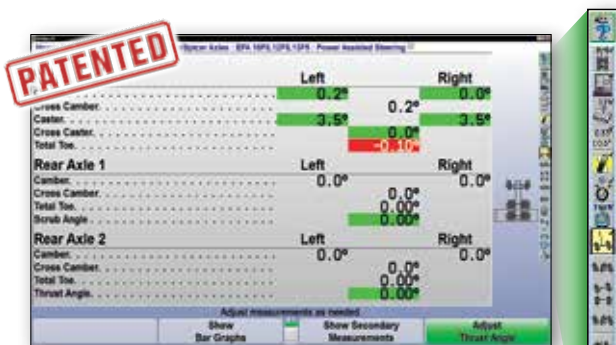 PATENTED
Spicer Axles : EFA 10F5, 12F5, 13F5 : Power Assisted Steering
Left Right
0.2° 0.0°
Cross Camber. 0.2°
Caster. 3.5° 3.5°
Cross Caster. 0.0°
Total Toe. -0.10°
Rear Axle 1 Left Right
Camber. 0.0° 0.0°
Cross Camber. 0.0°
Total Toe. 0.00°
Scrub Angle 0.00°
Rear Axle 2 Left Right
Camber. 0.0° 0.0°
Cross Camber. 0.0°
Total Toe. 0.00°
Thrust Angle. 0.00°
Adjust measurements as needed.
Show Bar Graphs
Show Secondary Measurements
Adjust Thrust Angle